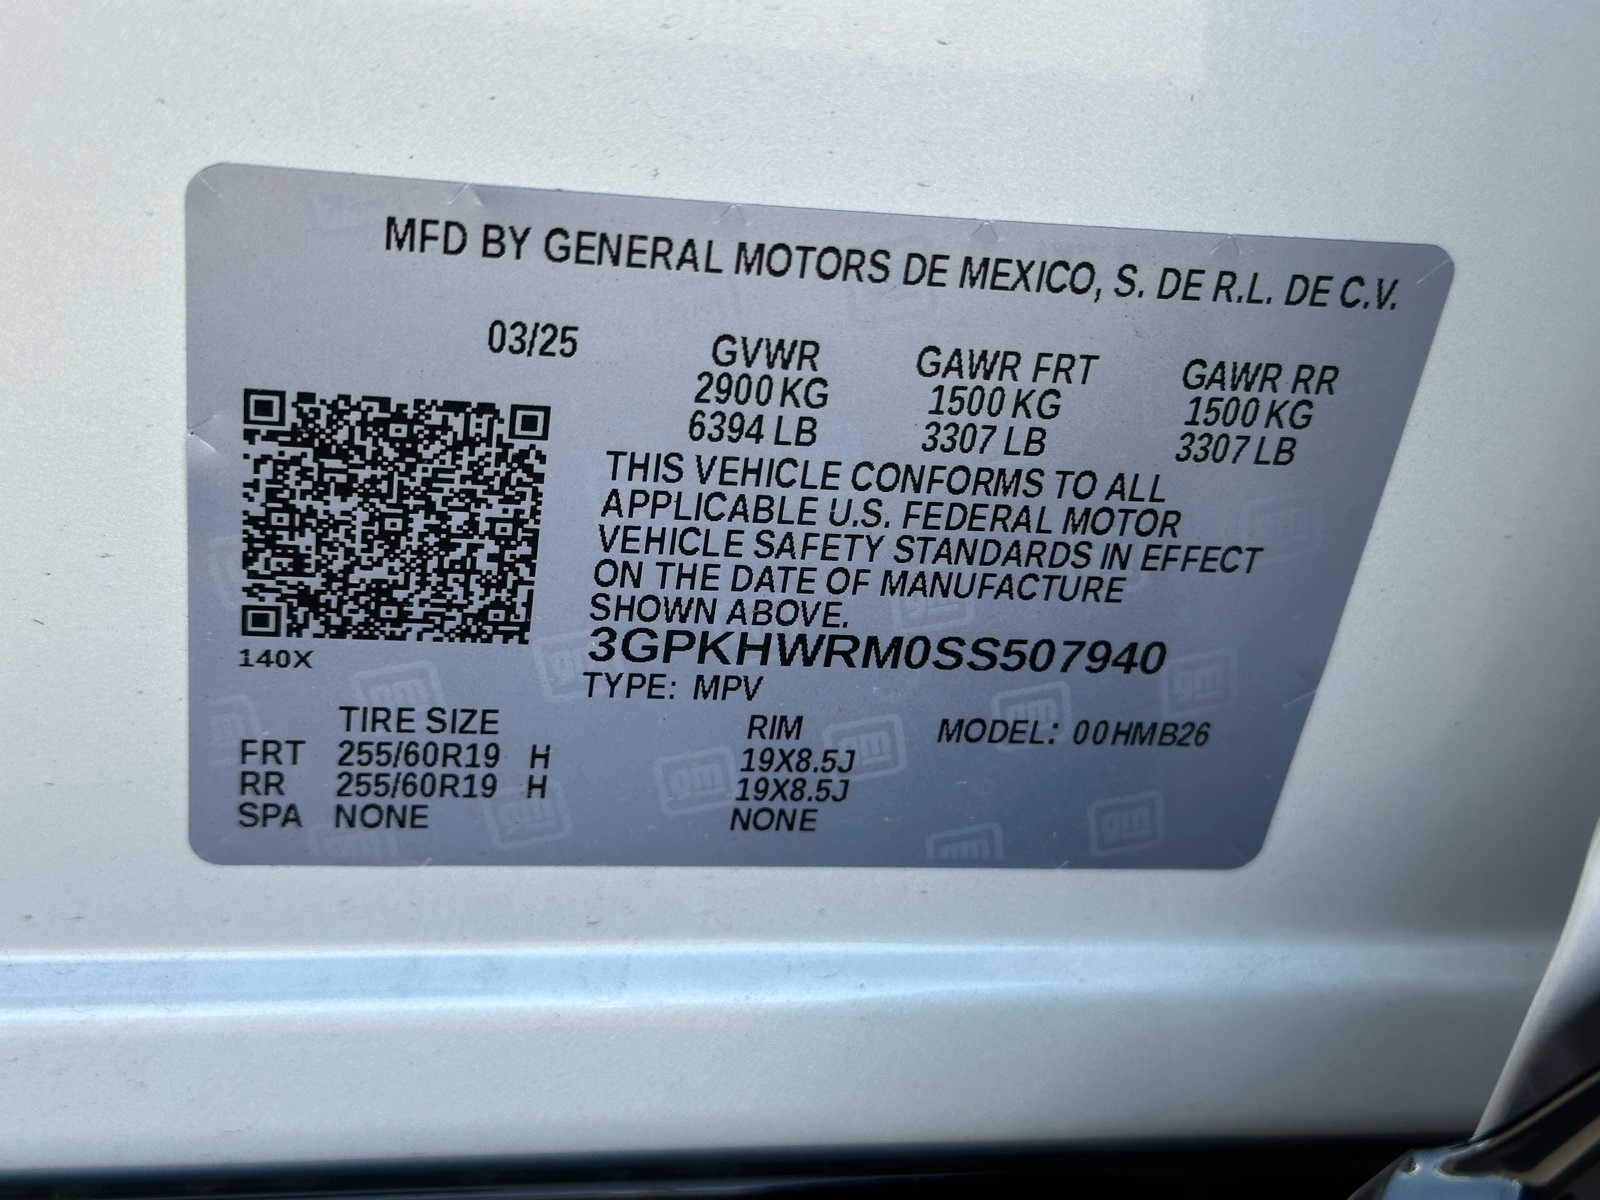 MFD BY GENERAL MOTORS DE MEXICO, S. DE R.L. DE C.V.
03/25 GVWR GAWR FRT GAWR RR
2900 KG 1500 KG 1500 KG
6394 LB 3307 LB 3307 LB
THIS VEHICLE CONFORMS TO ALL
APPLICABLE U.S. FEDERAL MOTOR
VEHICLE SAFETY STANDARDS IN EFFECT
ON THE DATE OF MANUFACTURE
SHOWN ABOVE.
3GPKHWRM0SS507940
140X
TYPE: MPV
TIRE SIZE RIM MODEL: 00HMB26
FRT 255/60R19 H 19X8.5J
RR 255/60R19 H 19X8.5J
SPA NONE NONE